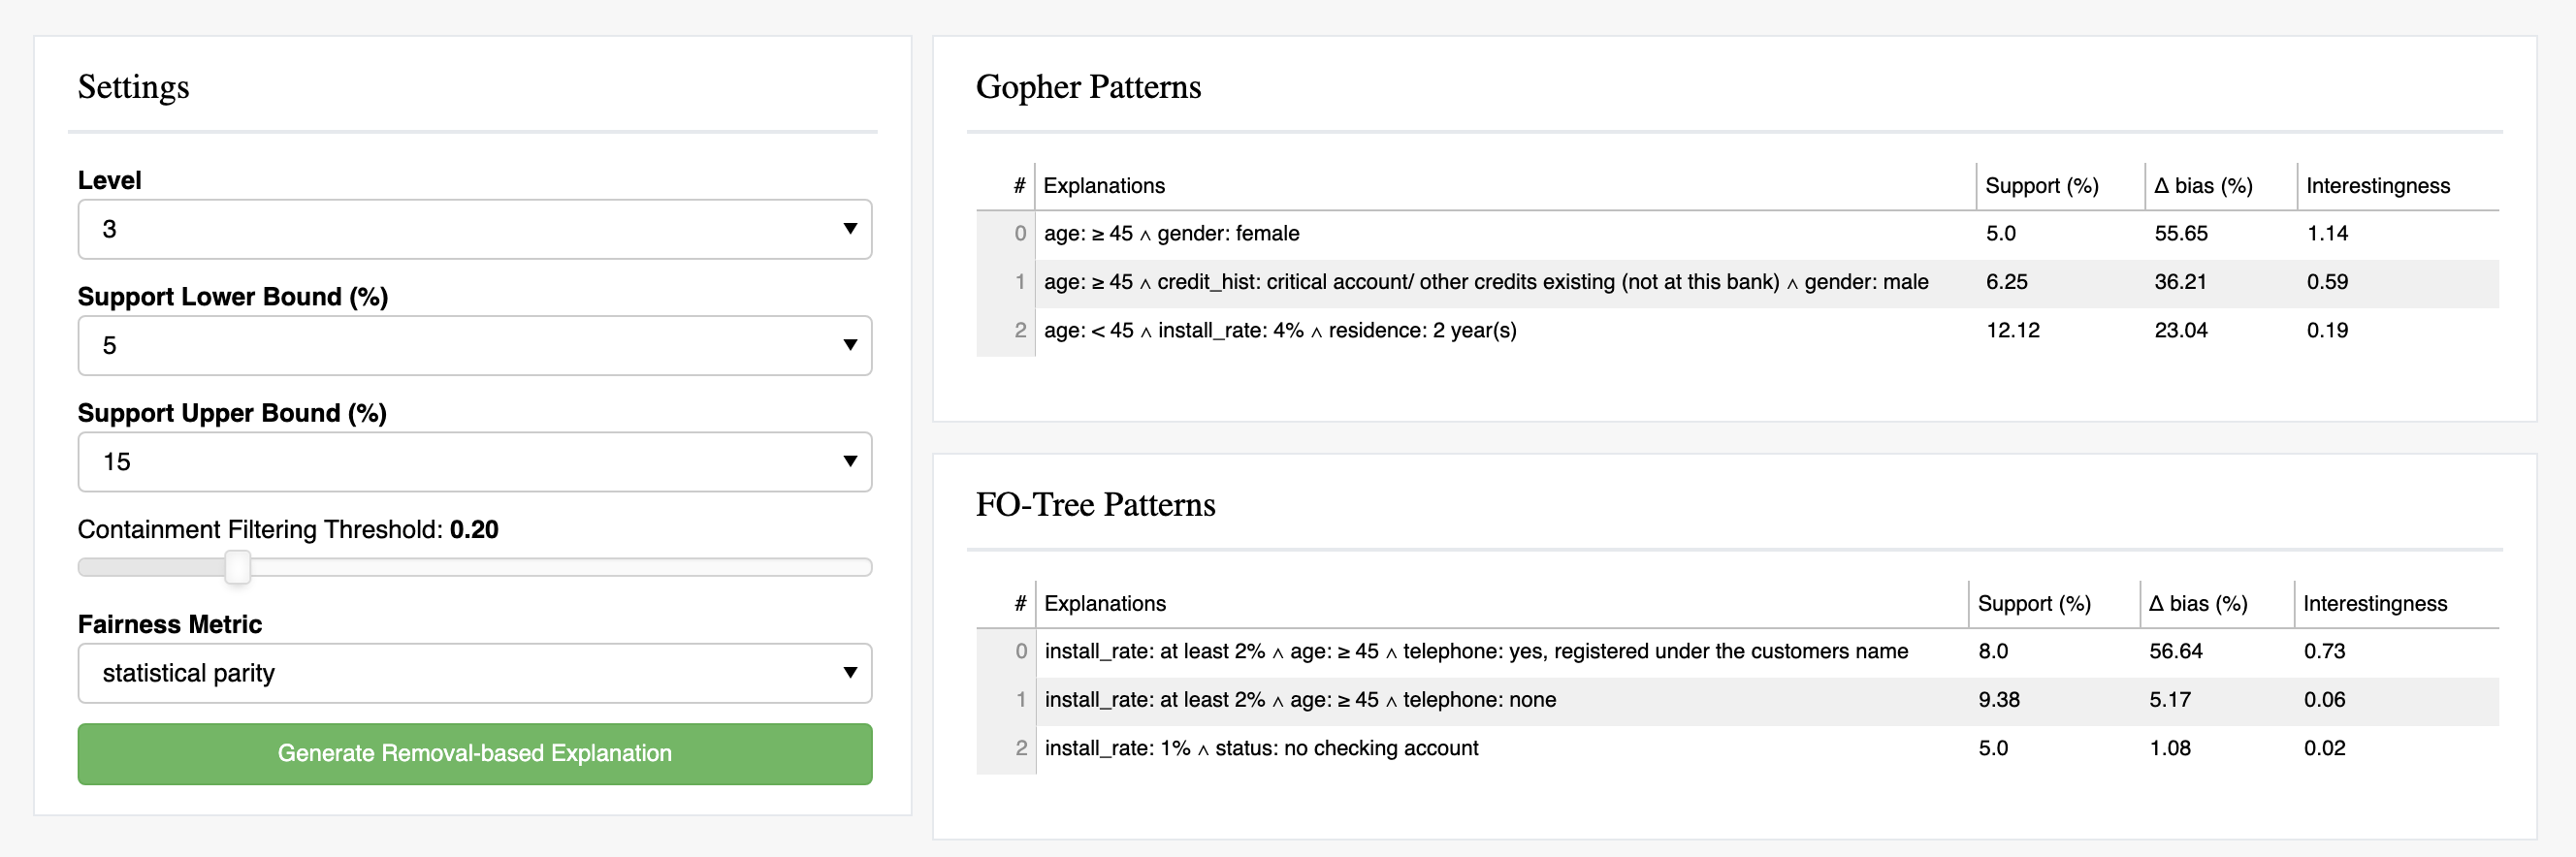 Settings
Level
3
Support Lower Bound (%)
5
Support Upper Bound (%)
15
Containment Filtering Threshold: 0.20
Fairness Metric
statistical parity
Generate Removal-based Explanation
Gopher Patterns
# Explanations Support (%) Δ bias (%) Interestingness
0 age: ≥ 45 ∧ gender: female 5.0 55.65 1.14
1 age: ≥ 45 ∧ credit_hist: critical account/ other credits existing (not at this bank) ∧ gender: male 6.25 36.21 0.59
2 age: < 45 ∧ install_rate: 4% ∧ residence: 2 year(s) 12.12 23.04 0.19
FO-Tree Patterns
# Explanations Support (%) Δ bias (%) Interestingness
0 install_rate: at least 2% ∧ age: ≥ 45 ∧ telephone: yes, registered under the customers name 8.0 56.64 0.73
1 install_rate: at least 2% ∧ age: ≥ 45 ∧ telephone: none 9.38 5.17 0.06
2 install_rate: 1% ∧ status: no checking account 5.0 1.08 0.02